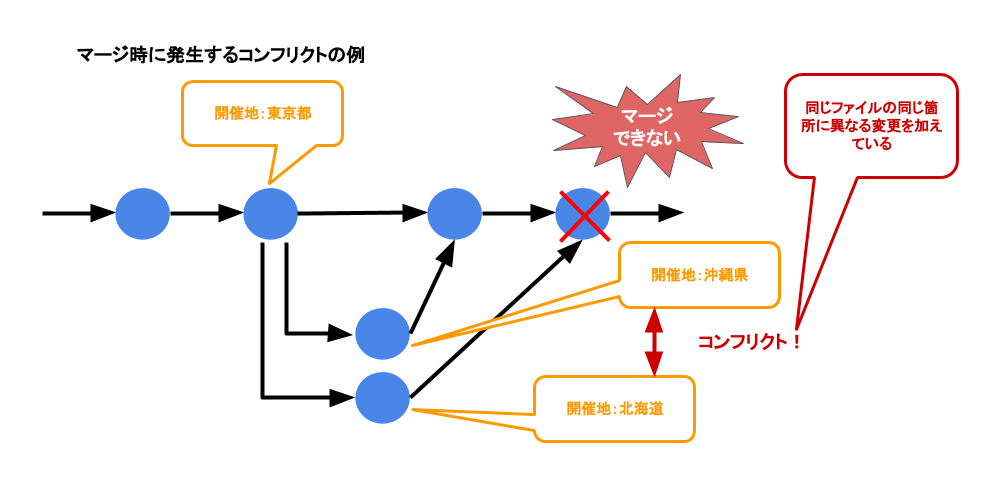 マージ時に発生するコンフリクトの例
開催地：東京都
マージ
できない
同じファイルの同じ箇
所に異なる変更を加え
ている
開催地：沖縄県
コンフリクト！
開催地：北海道